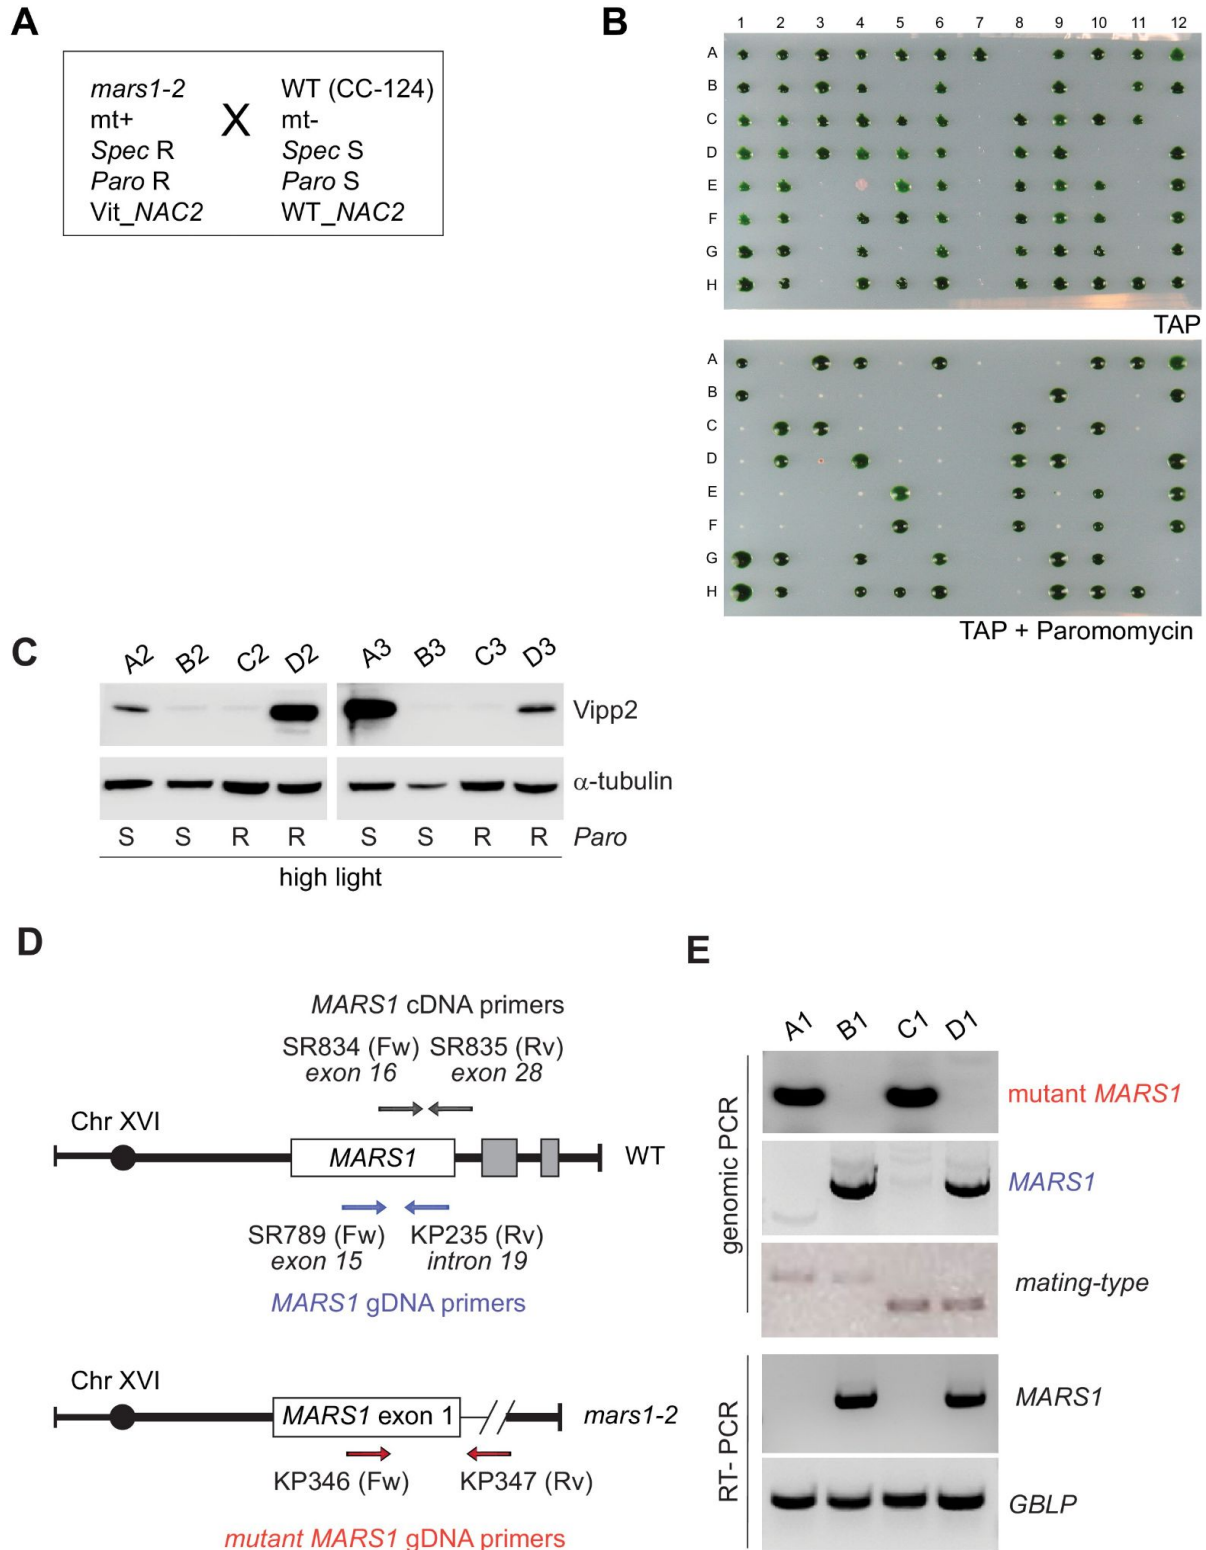 A
mars1-2
mt+
Spec R
Paro R
Vit_NAC2
X
WT (CC-124)
mt-
Spec S
Paro S
WT_NAC2
B
1 2 3 4 5 6 7 8 9 10 11 12
A
B
C
D
E
F
G
H
TAP
A
B
C
D
E
F
G
H
TAP + Paromomycin
C
A2 B2 C2 D2 A3 B3 C3 D3
Vipp2
α-tubulin
S S R R S S R R Paro
high light
D
MARS1 cDNA primers
SR834 (Fw) SR835 (Rv)
exon 16 exon 28
Chr XVI
MARS1
WT
SR789 (Fw) KP235 (Rv)
exon 15 intron 19
MARS1 gDNA primers
Chr XVI
MARS1 exon 1
mars1-2
KP346 (Fw) KP347 (Rv)
mutant MARS1 gDNA primers
E
A1 B1 C1 D1
genomic PCR
mutant MARS1
MARS1
mating-type
RT- PCR
MARS1
GBLP